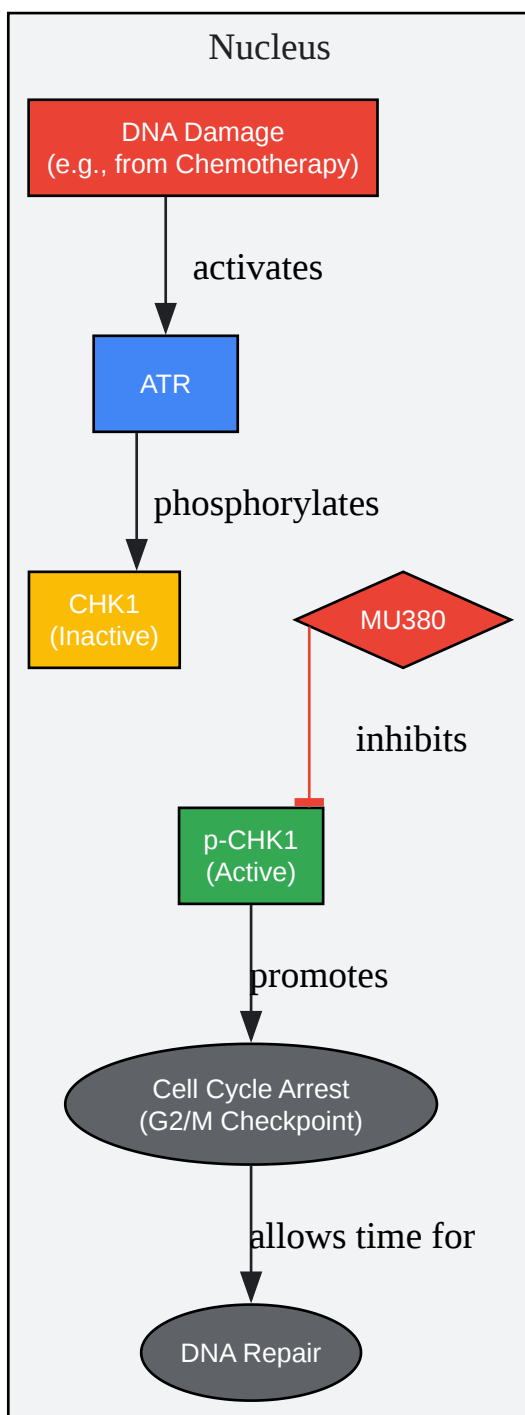 Nucleus
DNA Damage
(e.g., from Chemotherapy)
activates
ATR
phosphorylates
CHK1
(Inactive)
MU380
inhibits
p-CHK1
(Active)
promotes
Cell Cycle Arrest
(G2/M Checkpoint)
allows time for
DNA Repair